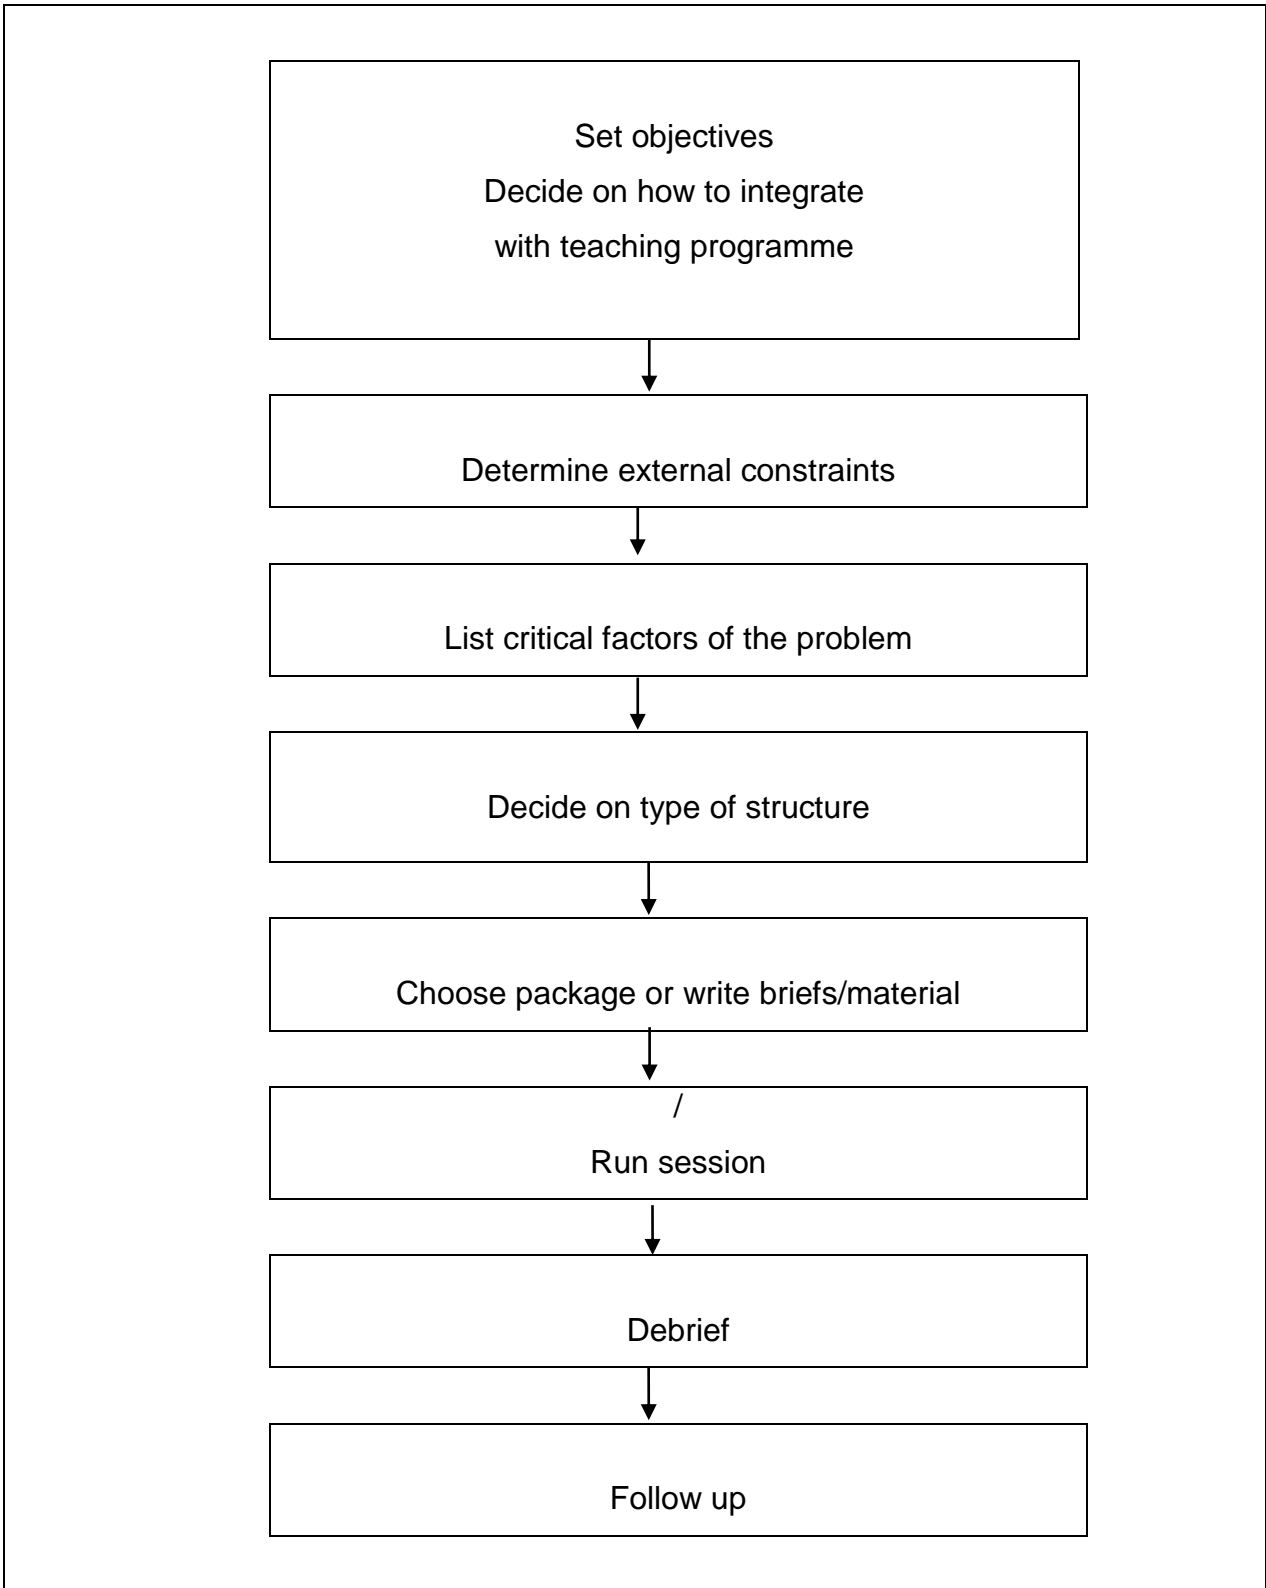 Set objectives
Decide on how to integrate
with teaching programme
Determine external constraints
List critical factors of the problem
Decide on type of structure
Choose package or write briefs/material
/
Run session
Debrief
Follow up